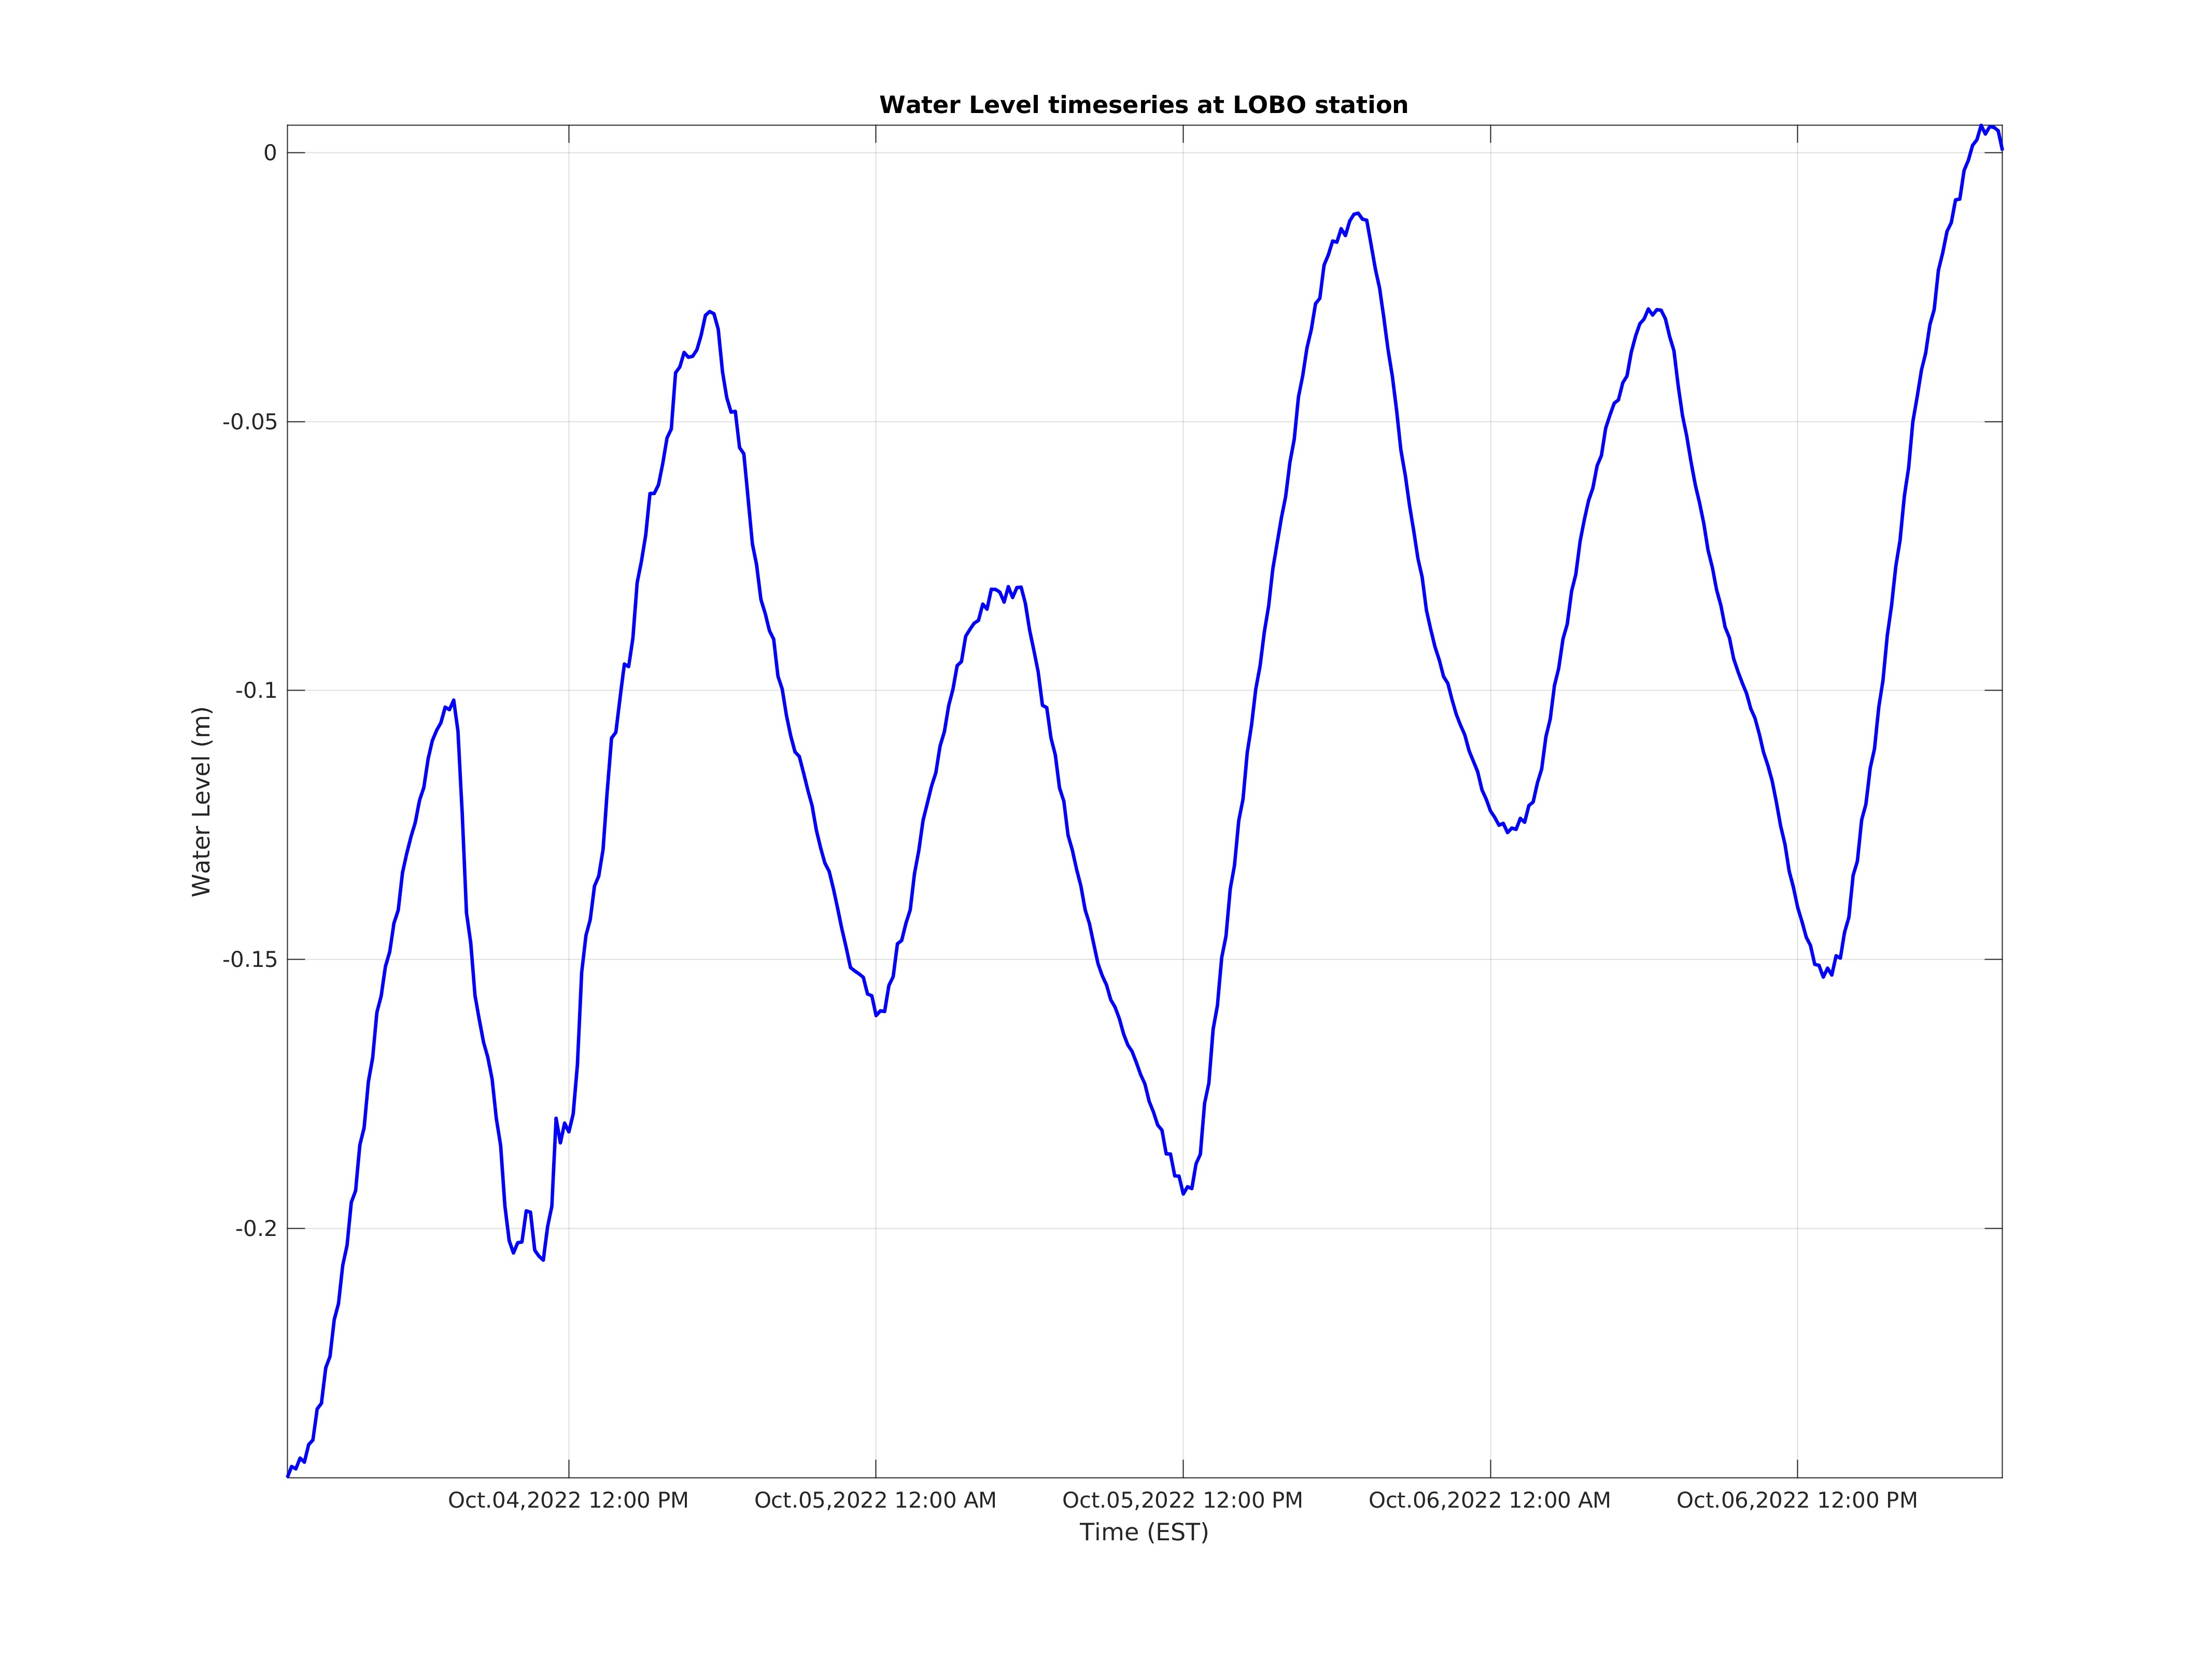 Water Level timeseries at LOBO station
0
-0.05
-0.1
-0.15
-0.2
Water Level (m)
Oct.04,2022 12:00 PM
Oct.05,2022 12:00 AM
Oct.05,2022 12:00 PM
Oct.06,2022 12:00 AM
Oct.06,2022 12:00 PM
Time (EST)